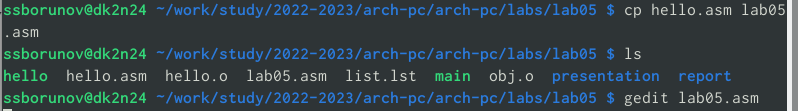 ssborunov@dk2n24 ~/work/study/2022-2023/arch-pc/arch-pc/labs/lab05 $ cp hello.asm lab05
.asm
ssborunov@dk2n24 ~/work/study/2022-2023/arch-pc/arch-pc/labs/lab05 $ ls
hello hello.asm hello.o lab05.asm list.lst main obj.o presentation report
ssborunov@dk2n24 ~/work/study/2022-2023/arch-pc/arch-pc/labs/lab05 $ gedit lab05.asm